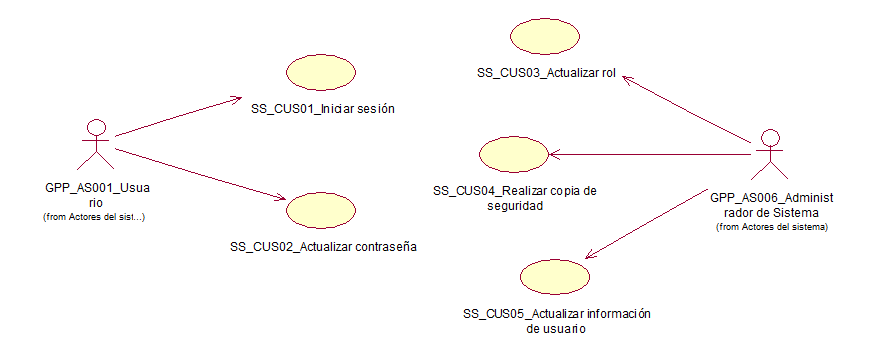 SS_CUS03_Actualizar rol
SS_CUS01_Iniciar sesión
GPP_AS001_Usua
rio
(from Actores del sist...)
SS_CUS04_Realizar copia de
seguridad
GPP_AS006_Administ
rador de Sistema
(from Actores del sistema)
SS_CUS02_Actualizar contraseña
SS_CUS05_Actualizar información
de usuario